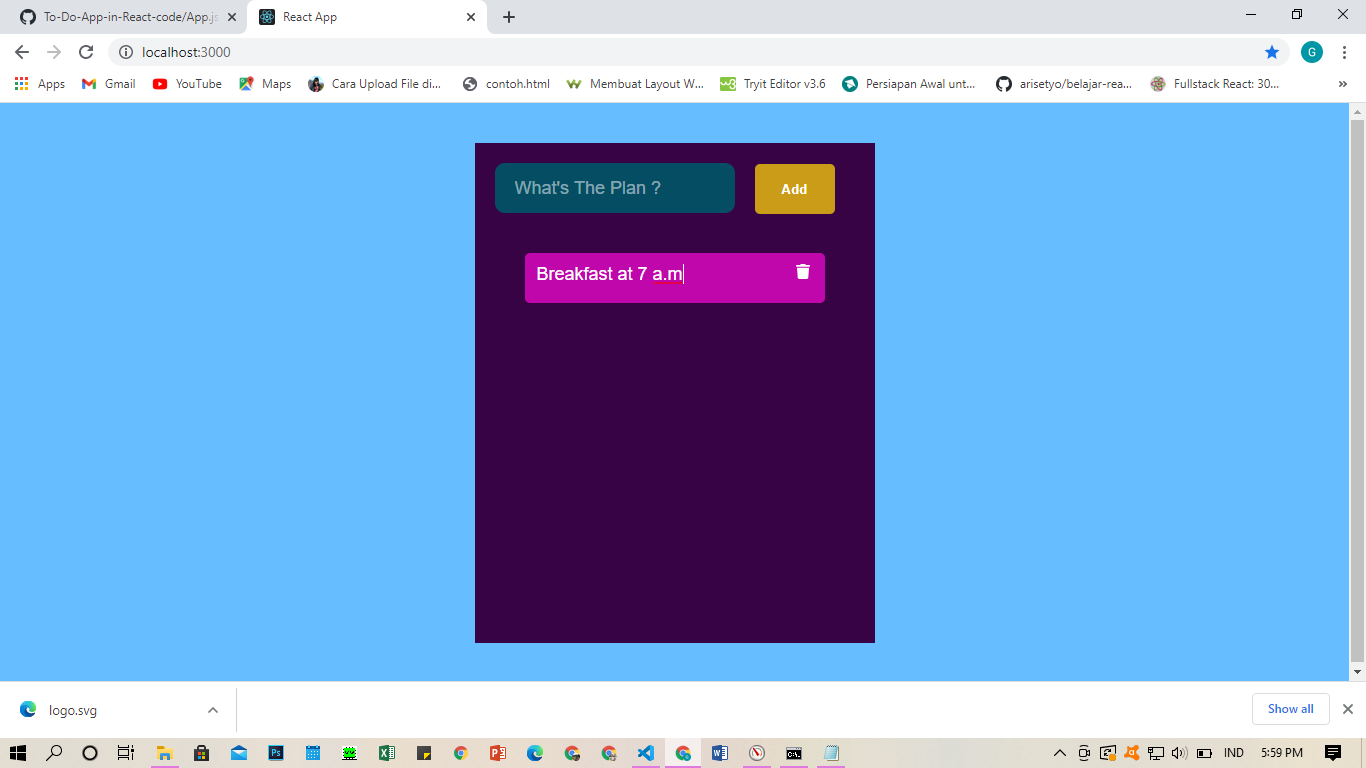 To-Do-App-in-React-code/App.js
React App
localhost:3000
G
Apps
Gmail
YouTube
Maps
Cara Upload File di...
contoh.html
Membuat Layout W...
Tryit Editor v3.6
Persiapan Awal unt...
arisetyo/belajar-rea...
Fullstack React: 30...
What's The Plan ?
Add
Breakfast at 7 a.m
logo.svg
Show all
IND
5:59 PM